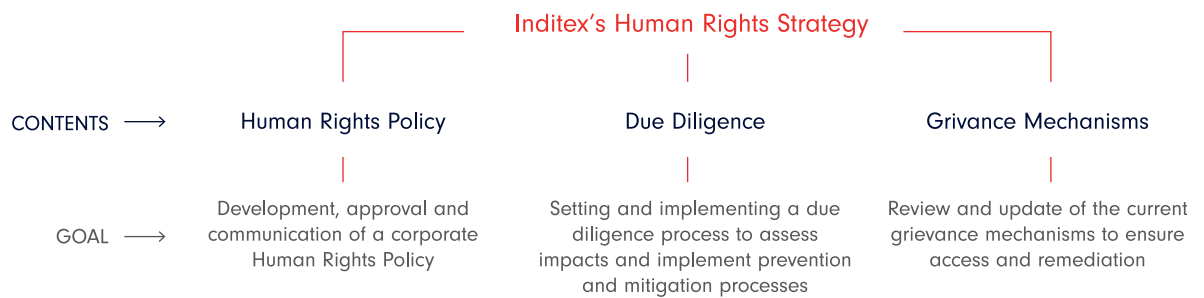 Inditex's Human Rights Strategy
CONTENTS Human Rights Policy Due Diligence Grivance Mechanisms
GOAL
Development, approval and
communication of a corporate
Human Rights Policy
Setting and implementing a due
diligence process to assess
impacts and implement prevention
and mitigation processes
Review and update of the current
grievance mechanisms to ensure
access and remediation